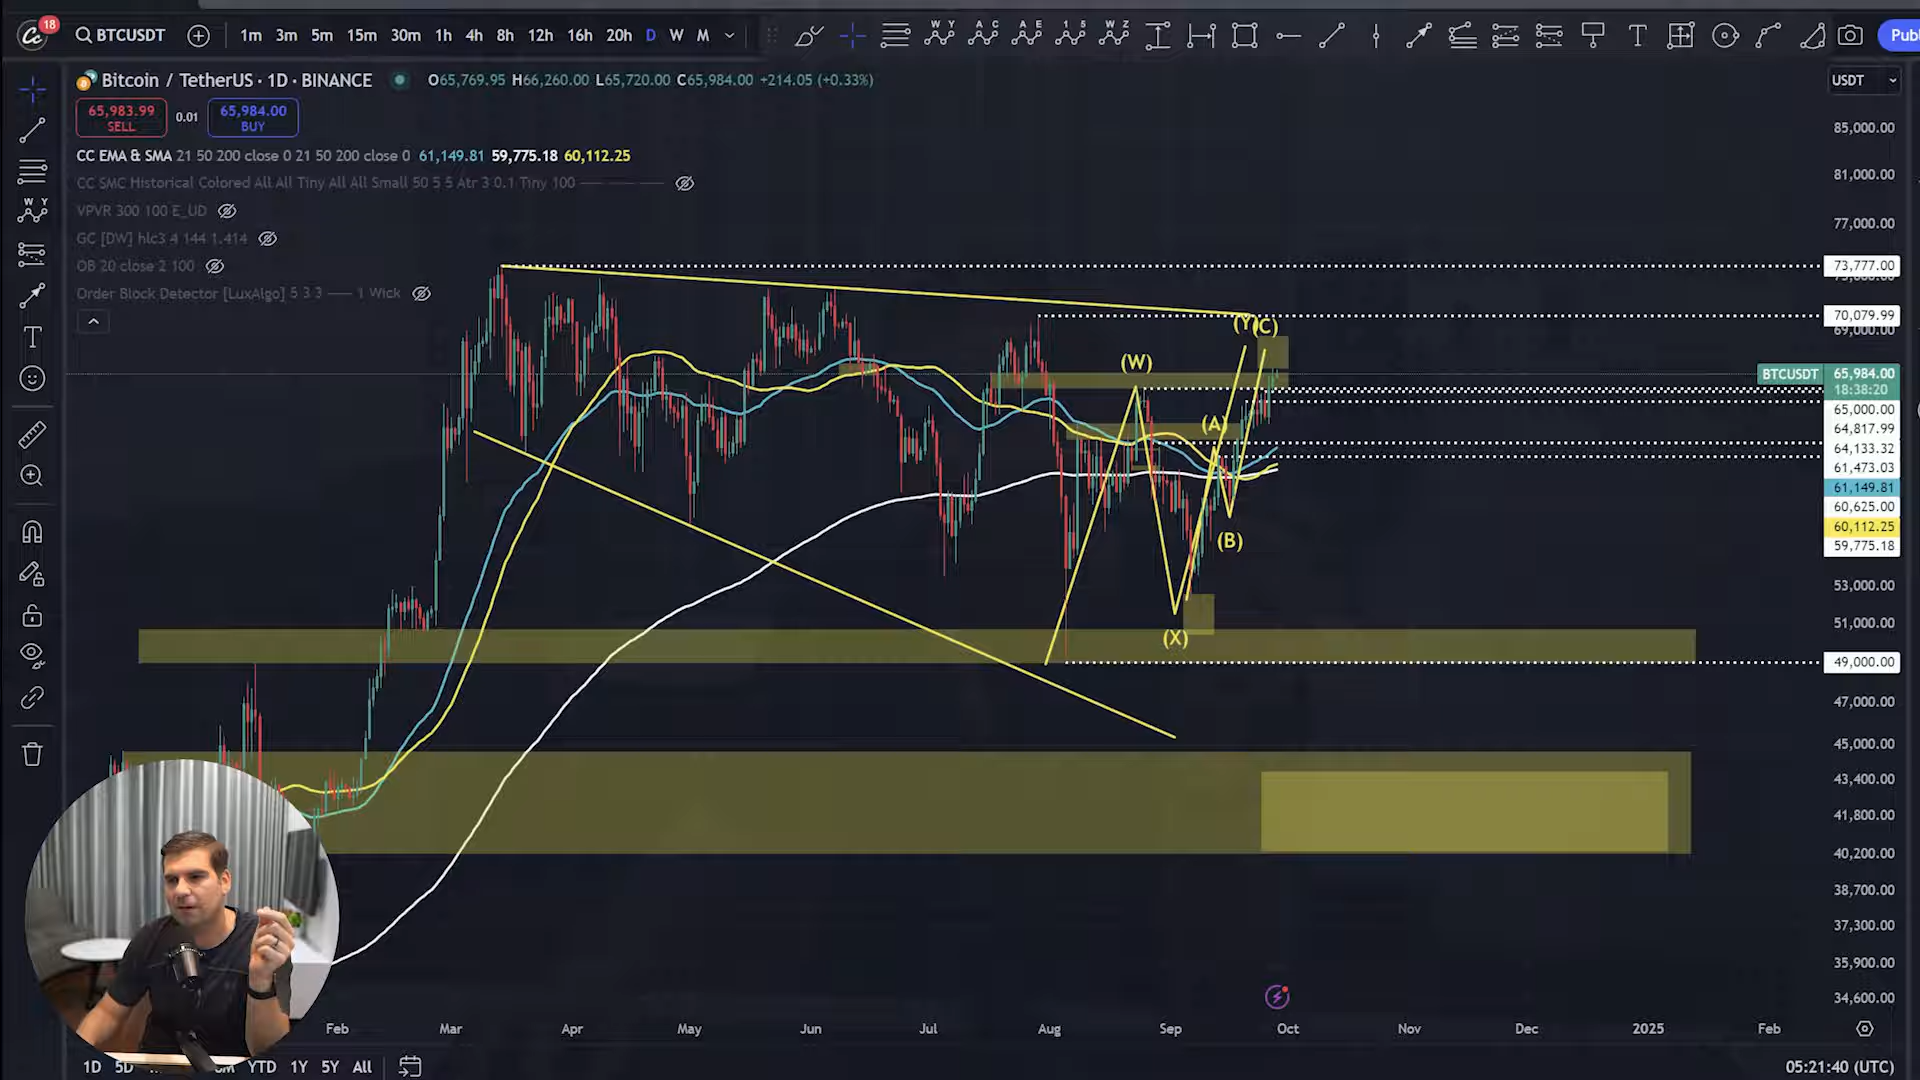 18
BTCUSDT
1m 3m 5m 15m 30m 1h 4h 8h 12h 16h 20h D W M
W Y
A C
A E
1 5
W Z
Publ
Bitcoin / TetherUS · 1D · BINANCE
O65,769.95 H66,260.00 L65,720.00 C65,984.00 +214.05 (+0.33%)
USDT
65,983.99
SELL
0.01
65,984.00
BUY
CC EMA & SMA 21 50 200 close 0 21 50 200 close 0 61,149.81 59,775.18 60,112.25
CC SMC Historical Colored All All Tiny All All Small 50 5 5 Atr 3 0.1 Tiny 100
VPVR 300 100 E_UD
GC [DW] hlc3 4 144 1.414
OB 20 close 2 100
Order Block Detector [LuxAlgo] 5 3 3 1 Wick
W Y
T
(W)
(Y)
(C)
(A)
(B)
(X)
85,000.00
81,000.00
77,000.00
73,777.00
70,079.99
69,000.00
BTCUSDT 65,984.00
18:38:20
65,000.00
64,817.99
64,133.32
61,473.03
61,149.81
60,625.00
60,112.25
59,775.18
53,000.00
51,000.00
49,000.00
47,000.00
45,000.00
43,400.00
41,800.00
40,200.00
38,700.00
37,300.00
35,900.00
34,600.00
Feb Mar Apr May Jun Jul Aug Sep Oct Nov Dec 2025 Feb
1D 5D YTD 1Y 5Y All
05:21:40 (UTC)